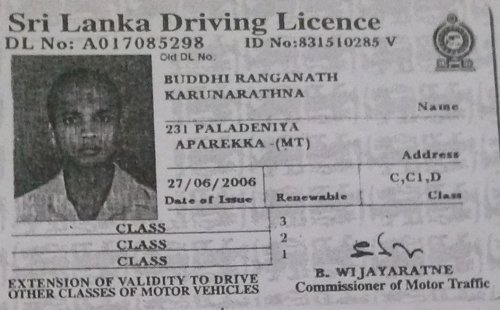 Sri Lanka Driving Licence
DL No: A017085298 ID No:831510285 V
Old DL No.
BUDDHI RANGANATH
KARUNARATHNA
Name
231 PALADENIYA
APAREKKA -(MT)
Address
27/06/2006 C,C1,D
Date of Issue Renewable Class
CLASS 3
CLASS 2
CLASS 1
B. WIJAYARATNE
EXTENSION OF VALIDITY TO DRIVE Commissioner of Motor Traffic
OTHER CLASSES OF MOTOR VEHICLES